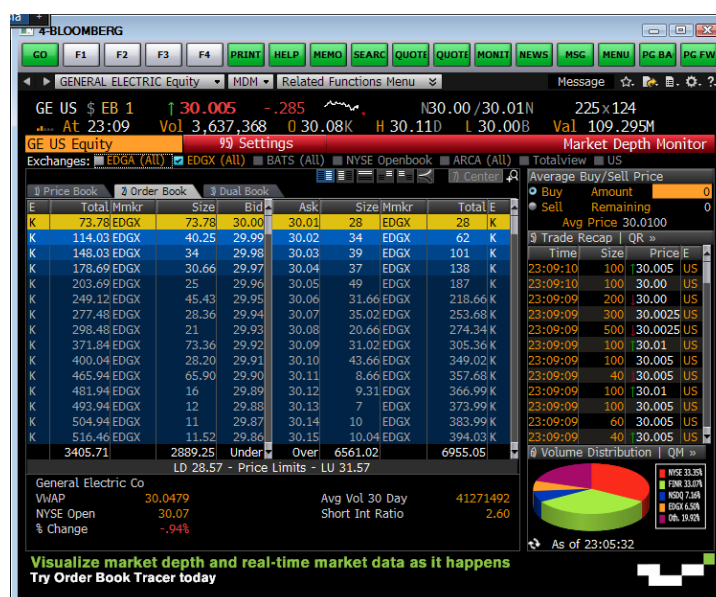 la +
4-BLOOMBERG
GO F1 F2 F3 F4 PRINT HELP MEMO SEARC QUOTE QUOTE MONIT NEWS MSG MENU PG BA PG FW
GENERAL ELECTRIC Equity MDM Related Functions Menu Message
GE US $ EB 1 ↑30.005 -.285 N30.00/30.01N 225x124
At 23:09 Vol 3,637,368 O 30.08K H 30.11D L 30.00B Val 109.295M
GE US Equity 95) Settings Market Depth Monitor
Exchanges: EDGA (All) EDGX (All) BATS (All) NYSE Openbook ARCA (All) Totalview US
7) Center
1) Price Book 2) Order Book 3) Dual Book
E Total Mmkr Size Bid Ask Size Mmkr Total E
K 73.78 EDGX 73.78 30.00 30.01 28 EDGX 28 K
K 114.03 EDGX 40.25 29.99 30.02 34 EDGX 62 K
K 148.03 EDGX 34 29.98 30.03 39 EDGX 101 K
K 178.69 EDGX 30.66 29.97 30.04 37 EDGX 138 K
K 203.69 EDGX 25 29.96 30.05 49 EDGX 187 K
K 249.12 EDGX 45.43 29.95 30.06 31.66 EDGX 218.66 K
K 277.48 EDGX 28.36 29.94 30.07 35.02 EDGX 253.68 K
K 298.48 EDGX 21 29.93 30.08 20.66 EDGX 274.34 K
K 371.84 EDGX 73.36 29.92 30.09 31.02 EDGX 305.36 K
K 400.04 EDGX 28.20 29.91 30.10 43.66 EDGX 349.02 K
K 465.94 EDGX 65.90 29.90 30.11 8.66 EDGX 357.68 K
K 481.94 EDGX 16 29.89 30.12 9.31 EDGX 366.99 K
K 493.94 EDGX 12 29.88 30.13 7 EDGX 373.99 K
K 504.94 EDGX 11 29.87 30.14 10 EDGX 383.99 K
K 516.46 EDGX 11.52 29.86 30.15 10.04 EDGX 394.03 K
3405.71 2889.25 Under Over 6561.02 6955.05
LD 28.57 - Price Limits - LU 31.57
General Electric Co
VWAP 30.0479 Avg Vol 30 Day 41271492
NYSE Open 30.07 Short Int Ratio 2.60
% Change -.94%
Average Buy/Sell Price
Buy Amount 0
Sell Remaining 0
Avg Price 30.0100
5) Trade Recap | QR »
Time Size Price E
23:09:10 100 ↑30.005 US
23:09:10 100 30.00 US
23:09:09 200 ↓30.00 US
23:09:09 300 30.0025 US
23:09:09 500 ↓30.0025 US
23:09:09 100 ↑30.01 US
23:09:09 100 30.005 US
23:09:09 40 ↓30.005 US
23:09:09 100 ↑30.01 US
23:09:09 100 30.005 US
23:09:09 60 30.005 US
23:09:09 40 ↑30.005 US
6) Volume Distribution | QM »
NYSE 33.35%
FINR 33.07%
NSDQ 7.16%
EDGX 6.50%
Oth. 19.92%
As of 23:05:32
Visualize market depth and real-time market data as it happens
Try Order Book Tracer today